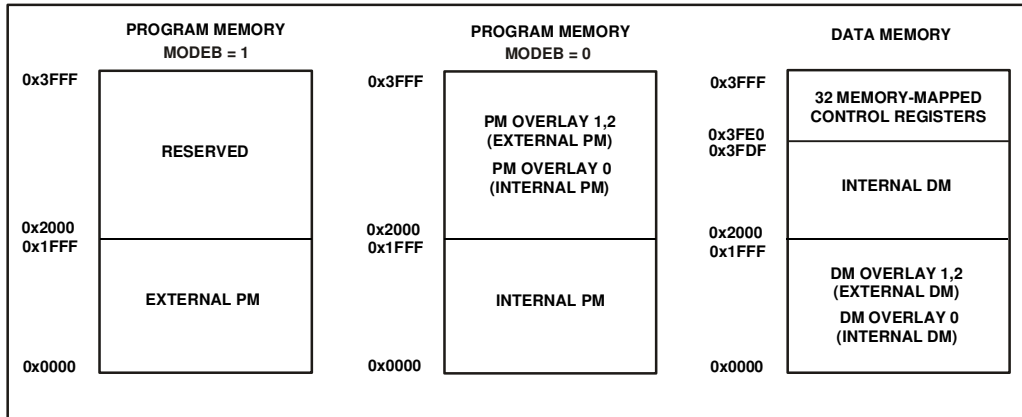 PROGRAM MEMORY
MODEB = 1
0x3FFF
RESERVED
0x2000
0x1FFF
EXTERNAL PM
0x0000
PROGRAM MEMORY
MODEB = 0
0x3FFF
PM OVERLAY 1,2
(EXTERNAL PM)
PM OVERLAY 0
(INTERNAL PM)
0x2000
0x1FFF
INTERNAL PM
0x0000
DATA MEMORY
0x3FFF
32 MEMORY-MAPPED
CONTROL REGISTERS
0x3FE0
0x3FDF
INTERNAL DM
0x2000
0x1FFF
DM OVERLAY 1,2
(EXTERNAL DM)
DM OVERLAY 0
(INTERNAL DM)
0x0000